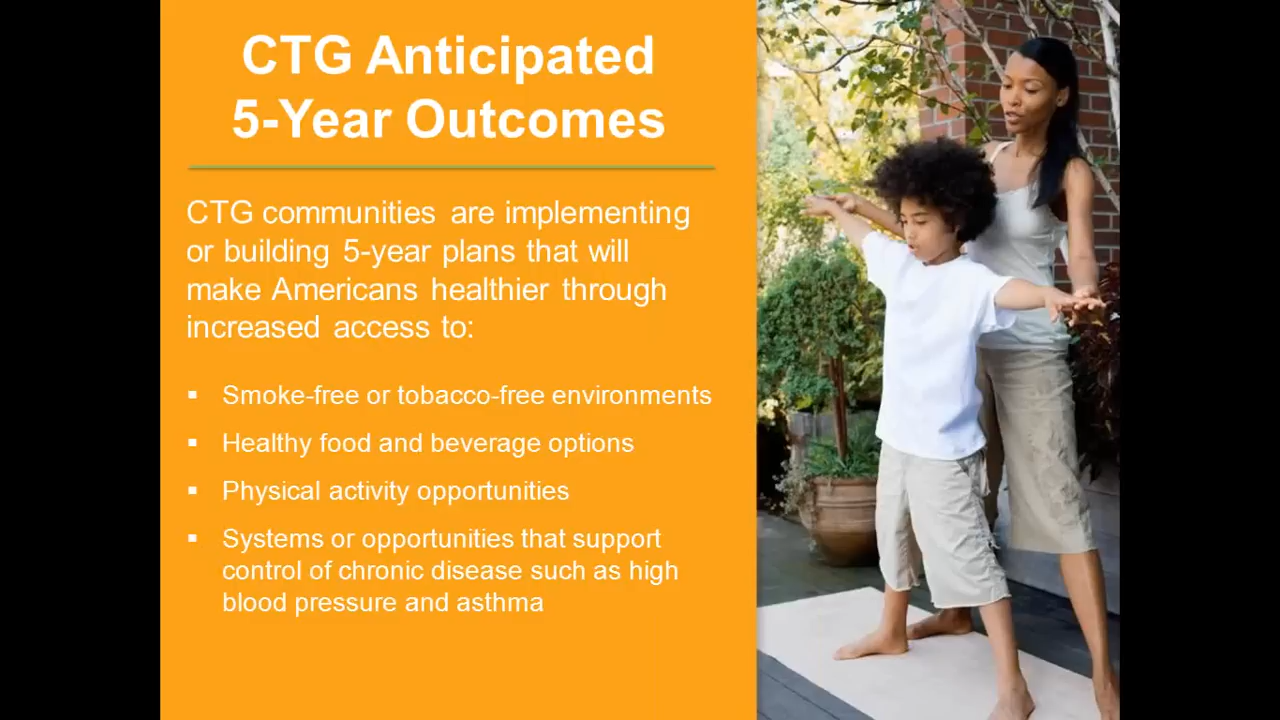 CTG Anticipated
5-Year Outcomes
CTG communities are implementing
or building 5-year plans that will
make Americans healthier through
increased access to:
▪ Smoke-free or tobacco-free environments
▪ Healthy food and beverage options
▪ Physical activity opportunities
▪ Systems or opportunities that support
control of chronic disease such as high
blood pressure and asthma